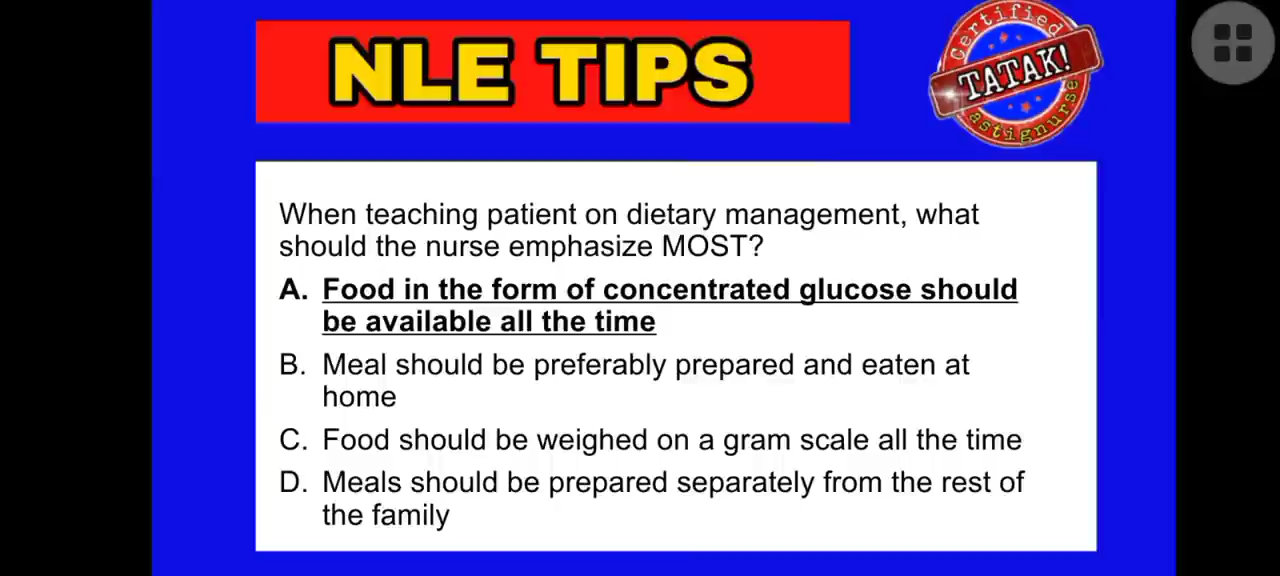 NLE TIPS
Certified
TATAK!
astignurse
When teaching patient on dietary management, what
should the nurse emphasize MOST?
A. Food in the form of concentrated glucose should
be available all the time
B. Meal should be preferably prepared and eaten at
home
C. Food should be weighed on a gram scale all the time
D. Meals should be prepared separately from the rest of
the family